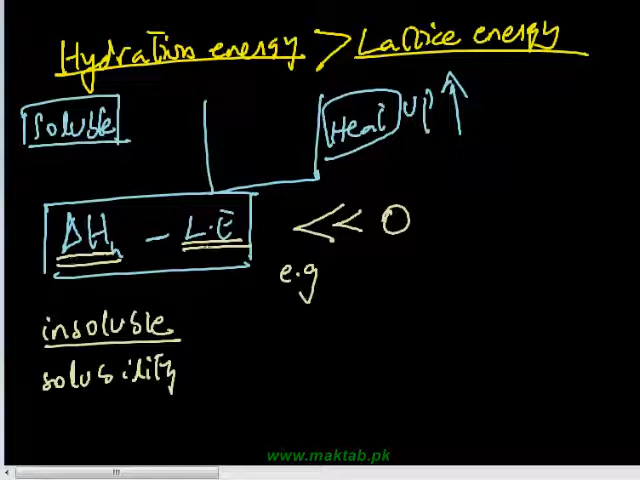 Hydration energy > Lattice energy
soluble
Heat up ↑
ΔHh - L.E << 0
e.g
insoluble
solubility
www.maktab.pk